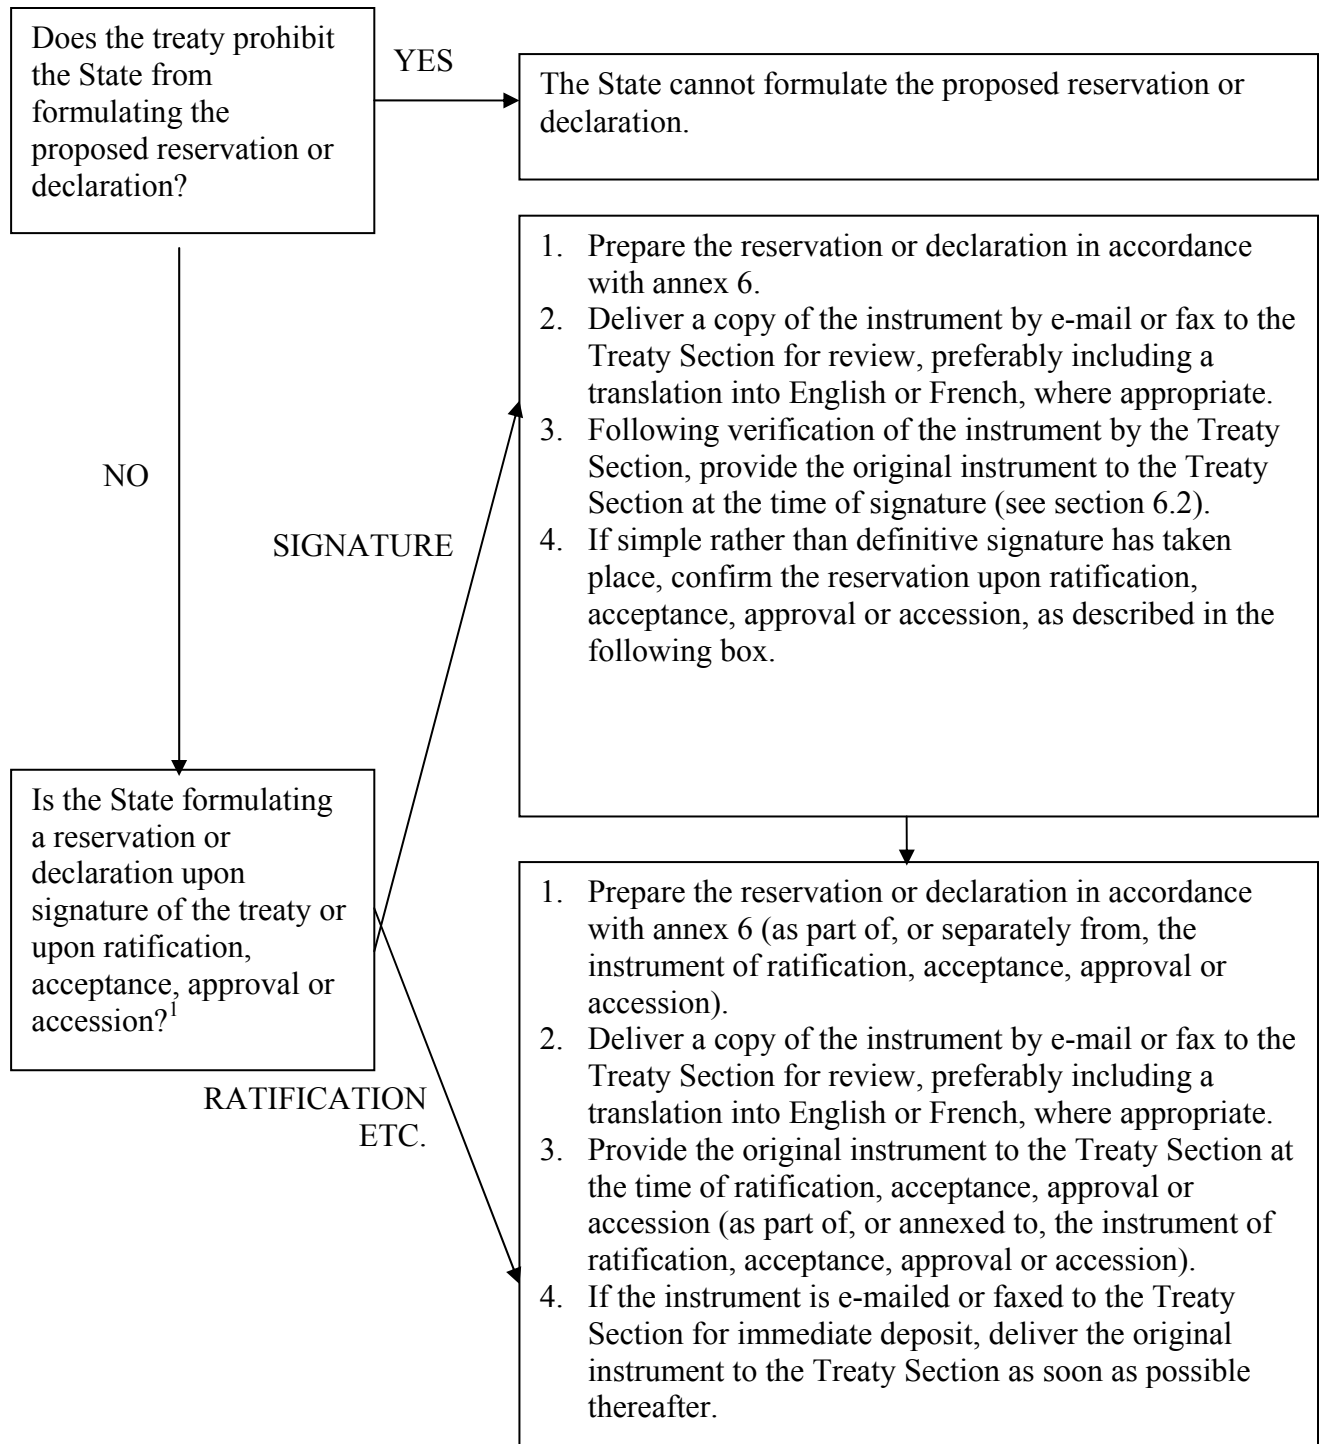 Does the treaty prohibit
the State from
formulating the
proposed reservation or
declaration?
YES
The State cannot formulate the proposed reservation or
declaration.
NO
SIGNATURE
1. Prepare the reservation or declaration in accordance
with annex 6.
2. Deliver a copy of the instrument by e-mail or fax to the
Treaty Section for review, preferably including a
translation into English or French, where appropriate.
3. Following verification of the instrument by the Treaty
Section, provide the original instrument to the Treaty
Section at the time of signature (see section 6.2).
4. If simple rather than definitive signature has taken
place, confirm the reservation upon ratification,
acceptance, approval or accession, as described in the
following box.
Is the State formulating
a reservation or
declaration upon
signature of the treaty or
upon ratification,
acceptance, approval or
accession?1
RATIFICATION
ETC.
1. Prepare the reservation or declaration in accordance
with annex 6 (as part of, or separately from, the
instrument of ratification, acceptance, approval or
accession).
2. Deliver a copy of the instrument by e-mail or fax to the
Treaty Section for review, preferably including a
translation into English or French, where appropriate.
3. Provide the original instrument to the Treaty Section at
the time of ratification, acceptance, approval or
accession (as part of, or annexed to, the instrument of
ratification, acceptance, approval or accession).
4. If the instrument is e-mailed or faxed to the Treaty
Section for immediate deposit, deliver the original
instrument to the Treaty Section as soon as possible
thereafter.